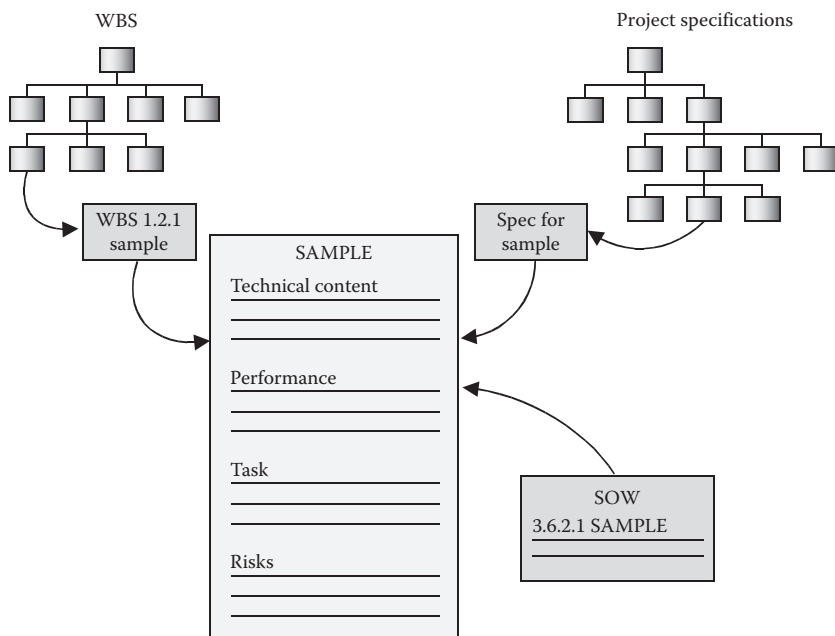 WBS
Project specifications
WBS 1.2.1
sample
Spec for
sample
SAMPLE
Technical content
Performance
Task
Risks
SOW
3.6.2.1 SAMPLE